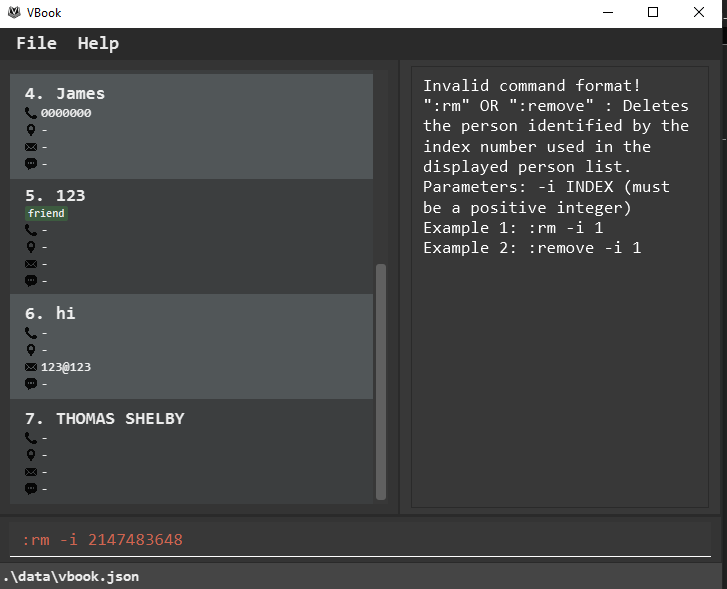 VBook
File Help
4. James
0000000
-
-
-
5. 123
friend
-
-
-
-
6. hi
-
-
123@123
-
7. THOMAS SHELBY
-
-
-
-
Invalid command format!
":rm" OR ":remove" : Deletes
the person identified by the
index number used in the
displayed person list.
Parameters: -i INDEX (must
be a positive integer)
Example 1: :rm -i 1
Example 2: :remove -i 1
:rm -i 2147483648
.\data\vbook.json